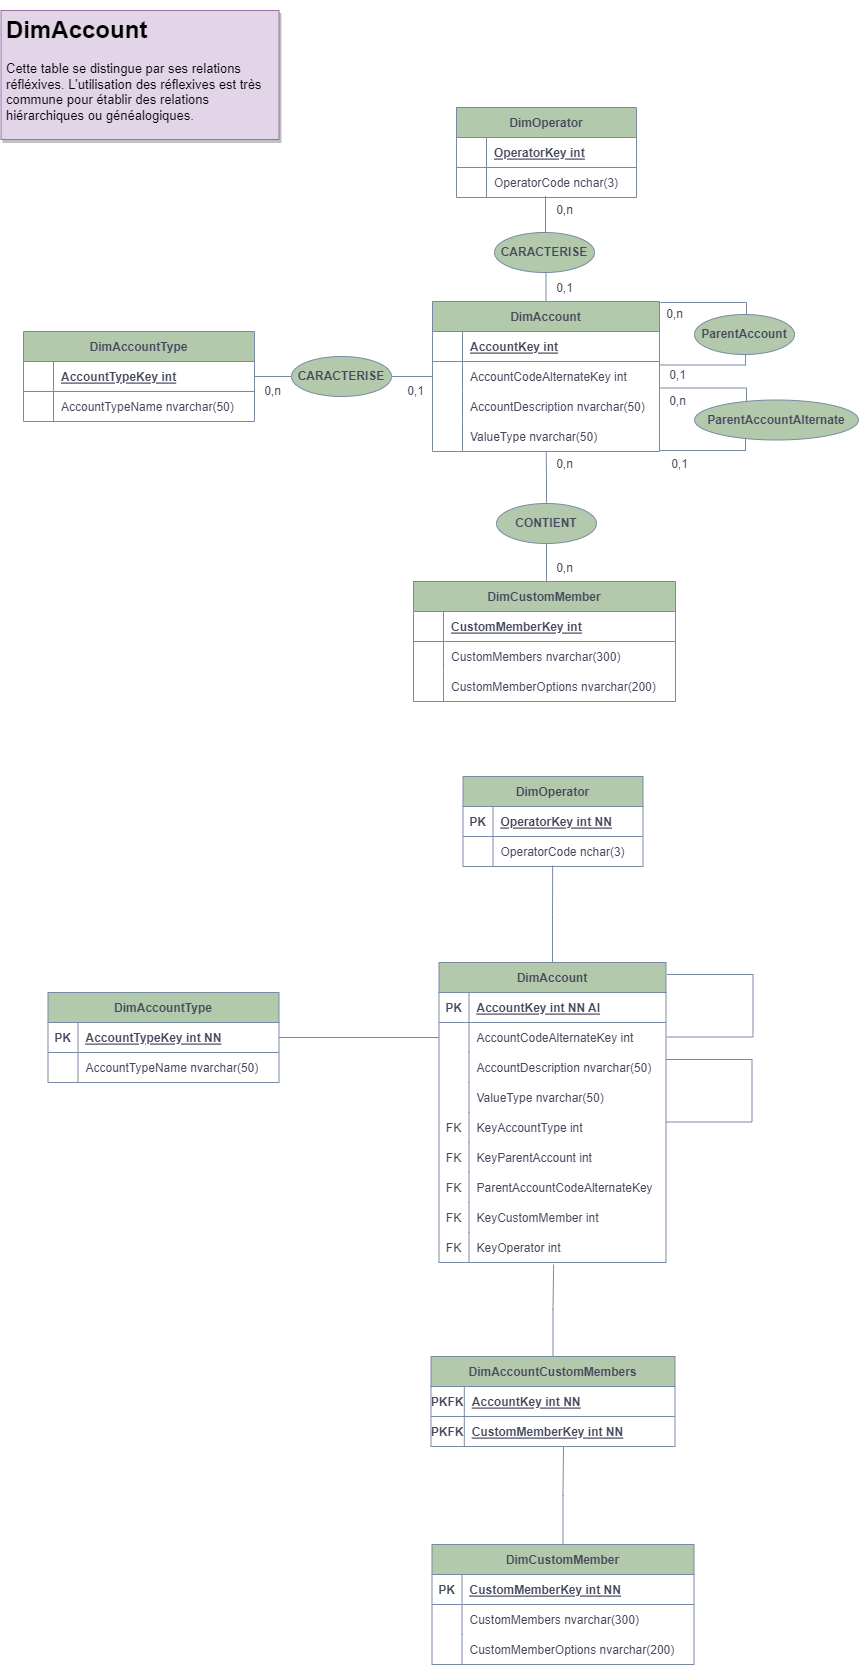 DimAccount
Cette table se distingue par ses relations
réfléxives. L'utilisation des réflexives est très
commune pour établir des relations
hiérarchiques ou généalogiques.
DimOperator
OperatorKey int
OperatorCode nchar(3)
0,n
CARACTERISE
0,1
DimAccount
AccountKey int
AccountCodeAlternateKey int
AccountDescription nvarchar(50)
ValueType nvarchar(50)
0,n
ParentAccount
0,1
0,n
ParentAccountAlternate
0,1
DimAccountType
AccountTypeKey int
AccountTypeName nvarchar(50)
0,n
CARACTERISE
0,1
0,n
CONTIENT
0,n
DimCustomMember
CustomMemberKey int
CustomMembers nvarchar(300)
CustomMemberOptions nvarchar(200)
DimOperator
PK OperatorKey int NN
OperatorCode nchar(3)
DimAccountType
PK AccountTypeKey int NN
AccountTypeName nvarchar(50)
DimAccount
PK AccountKey int NN AI
AccountCodeAlternateKey int
AccountDescription nvarchar(50)
ValueType nvarchar(50)
FK KeyAccountType int
FK KeyParentAccount int
FK ParentAccountCodeAlternateKey
FK KeyCustomMember int
FK KeyOperator int
DimAccountCustomMembers
PKFK AccountKey int NN
PKFK CustomMemberKey int NN
DimCustomMember
PK CustomMemberKey int NN
CustomMembers nvarchar(300)
CustomMemberOptions nvarchar(200)